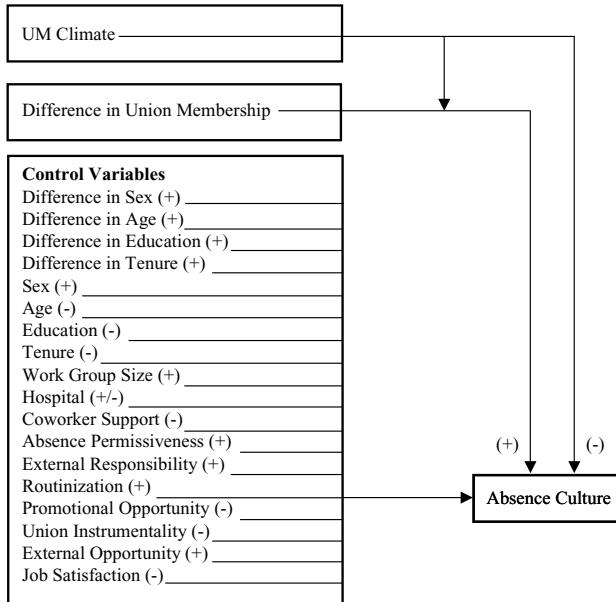 UM Climate
Difference in Union Membership
Control Variables
Difference in Sex (+)
Difference in Age (+)
Difference in Education (+)
Difference in Tenure (+)
Sex (+)
Age (-)
Education (-)
Tenure (-)
Work Group Size (+)
Hospital (+/-)
Coworker Support (-)
Absence Permissiveness (+)
External Responsibility (+)
Routinization (+)
Promotional Opportunity (-)
Union Instrumentality (-)
External Opportunity (+)
Job Satisfaction (-)
(+) (-)
Absence Culture